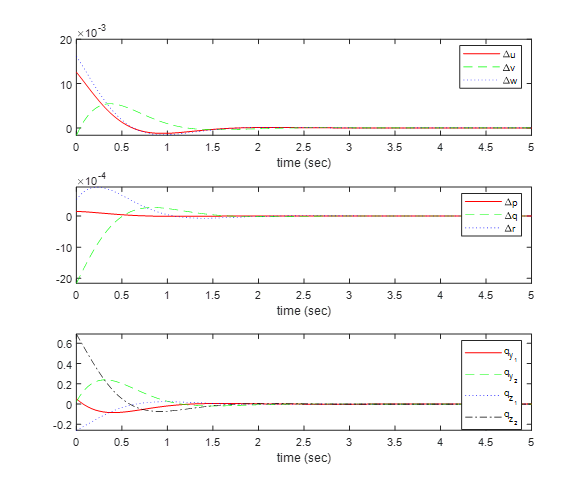 ×10⁻³
20
10
0
Δu
Δv
Δw
0 0.5 1 1.5 2 2.5 3 3.5 4 4.5 5
time (sec)
×10⁻⁴
0
-10
-20
Δp
Δq
Δr
0 0.5 1 1.5 2 2.5 3 3.5 4 4.5 5
time (sec)
0.6
0.4
0.2
0
-0.2
q_y₁
q_y₂
q_z₁
q_z₂
0 0.5 1 1.5 2 2.5 3 3.5 4 4.5 5
time (sec)